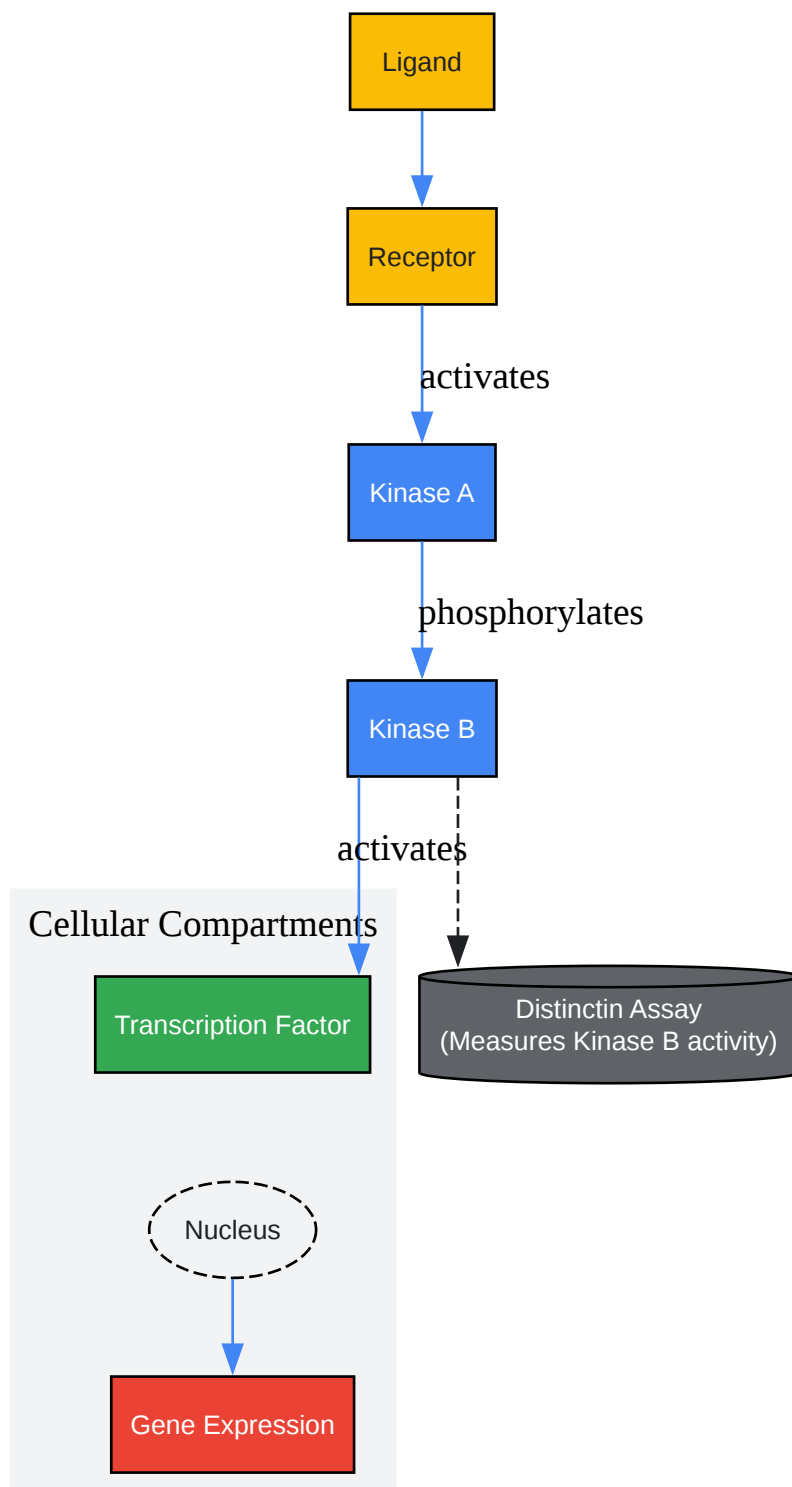 Ligand
Receptor
activates
Kinase A
phosphorylates
Kinase B
activates
Cellular Compartments
Transcription Factor
Distinctin Assay
(Measures Kinase B activity)
Nucleus
Gene Expression